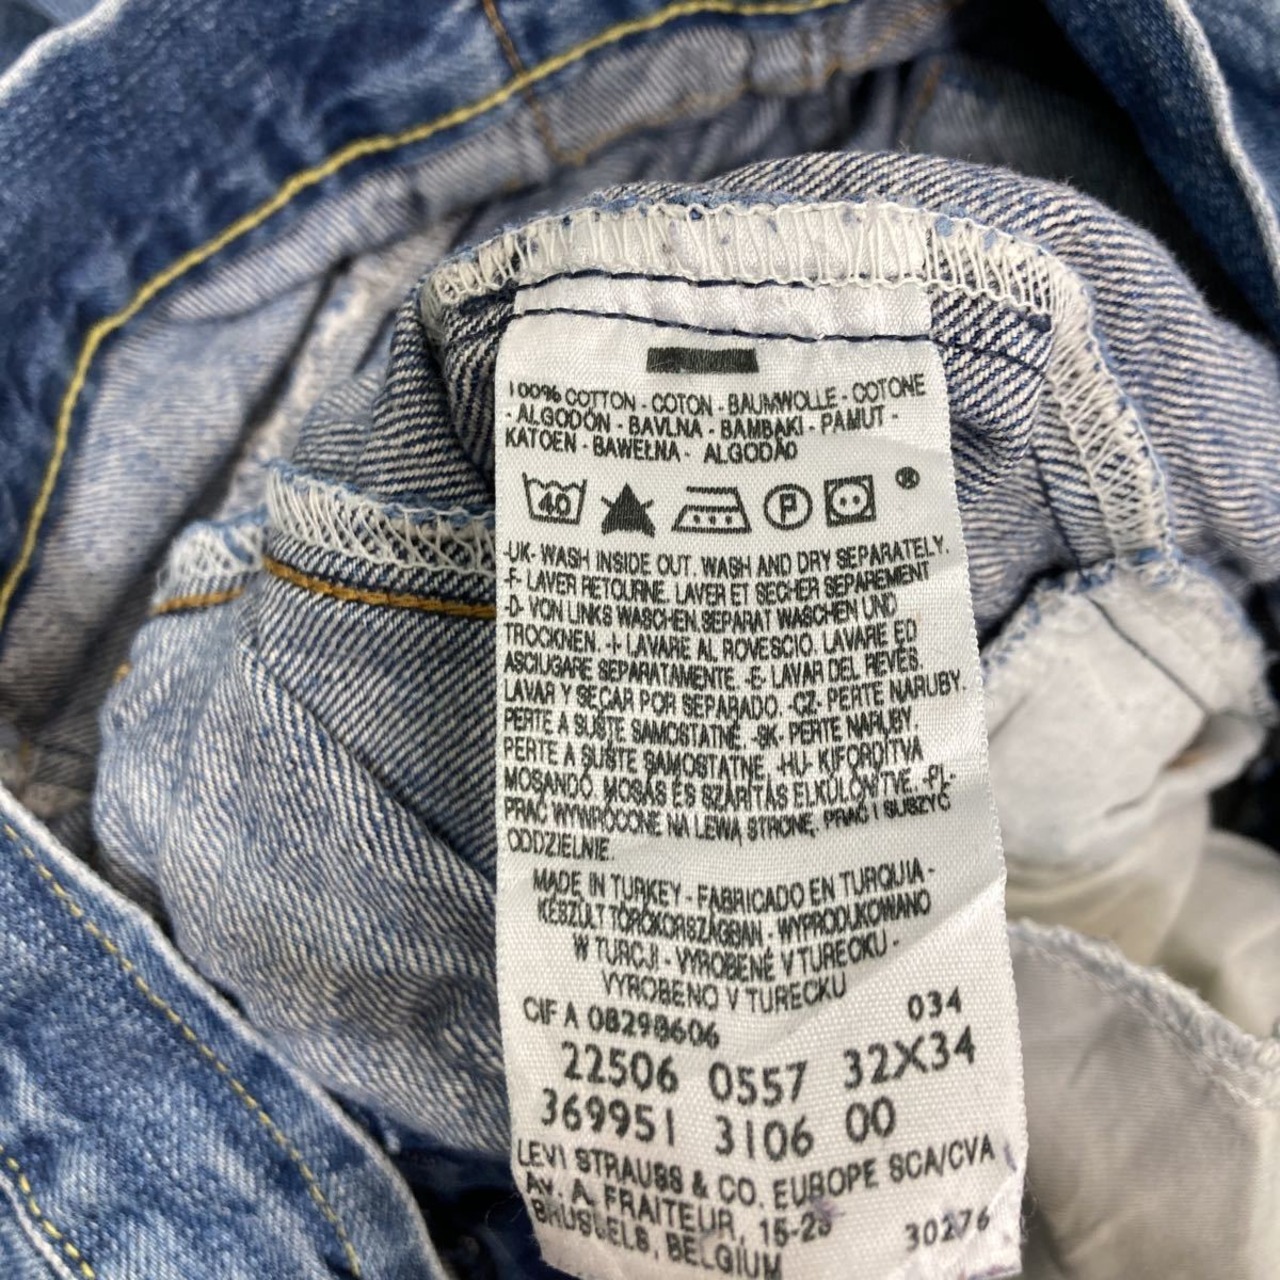 100% COTTON - COTON - BAUMWOLLE - COTONE
- ALGODÓN - BAVLNA - BAMBAKI - PAMUT -
KATOEN - BAWEŁNA - ALGODÃO
40 P ®
-UK- WASH INSIDE OUT. WASH AND DRY SEPARATELY.
-F- LAVER RETOURNE. LAVER ET SECHER SEPAREMENT
-D- VON LINKS WASCHEN,SEPARAT WASCHEN UND
TROCKNEN. -I- LAVARE AL ROVESCIO. LAVARE ED
ASCIUGARE SEPARATAMENTE. -E- LAVAR DEL REVÉS.
LAVAR Y SECAR POR SEPARADO. -CZ- PERTE NARUBY.
PERTE A SUŠTE SAMOSTATNĚ. -SK- PERTE NARUBY.
PERTE A SUŠTE SAMOSTATNE. -HU- KIFORDÍTVA
MOSANDÓ. MOSÁS ÉS SZÁRÍTÁS ELKÜLÖNÍTVE. -PL-
PRAĆ WYWRÓCONE NA LEWĄ STRONĘ, PRAĆ I SUSZYĆ
ODDZIELNIE.
MADE IN TURKEY - FABRICADO EN TURQUIA -
KÉSZÜLT TÖRÖKORSZÁGBAN - WYPRODUKOWANO
W TURCJI - VYROBENÉ V TURECKU -
VYROBENO V TURECKU
CIF A 08298606 034
22506 0557 32X34
369951 3106 00
LEVI STRAUSS & CO. EUROPE SCA/CVA
AV. A. FRAITEUR, 15-23
BRUSSELS, BELGIUM 30276